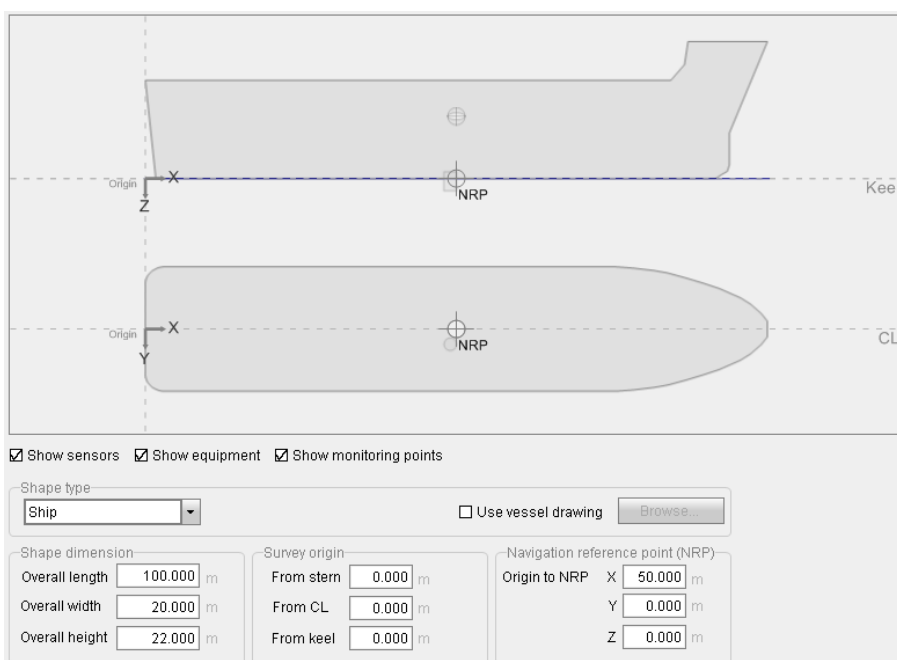 Origin
X
Z
NRP
Kee
Origin
X
Y
NRP
CL
Show sensors Show equipment Show monitoring points
Shape type
Ship Use vessel drawing Browse...
Shape dimension Survey origin Navigation reference point (NRP)
Overall length 100.000 m From stern 0.000 m Origin to NRP X 50.000 m
Overall width 20.000 m From CL 0.000 m Y 0.000 m
Overall height 22.000 m From keel 0.000 m Z 0.000 m